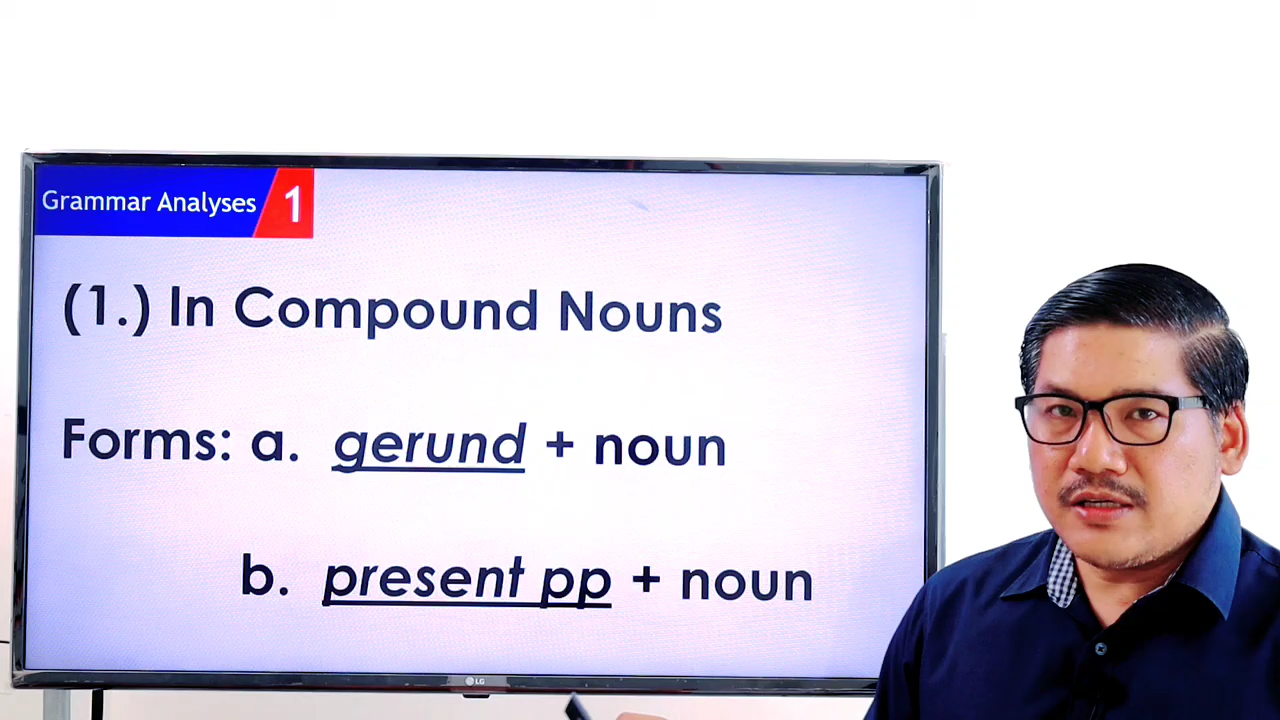 Grammar Analyses 1
(1.) In Compound Nouns
Forms: a. gerund + noun
b. present pp + noun
LG